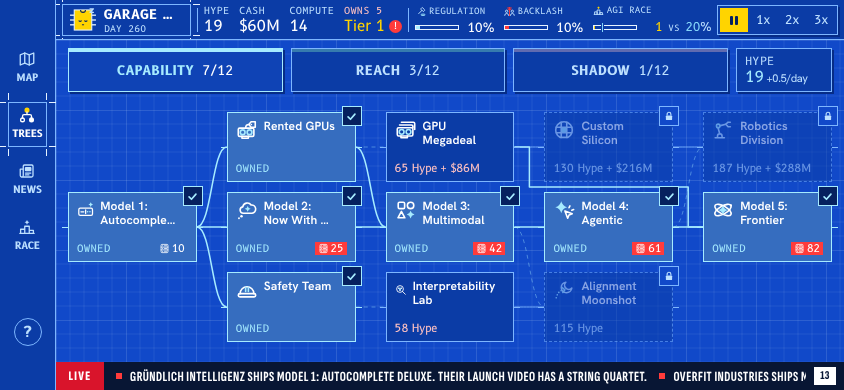 GARAGE ...
DAY 260
HYPE
19
CASH
$60M
COMPUTE
14
OWNS 5
Tier 1 !
REGULATION
10%
BACKLASH
10%
AGI RACE
1 VS 20%
1x 2x 3x
MAP
TREES
NEWS
RACE
?
CAPABILITY 7/12
REACH 3/12
SHADOW 1/12
HYPE
19 +0.5/day
Rented GPUs
OWNED
GPU
Megadeal
65 Hype + $86M
Custom
Silicon
130 Hype + $216M
Robotics
Division
187 Hype + $288M
Model 1:
Autocomple...
OWNED 10
Model 2:
Now With ...
OWNED 25
Model 3:
Multimodal
OWNED 42
Model 4:
Agentic
OWNED 61
Model 5:
Frontier
OWNED 82
Safety Team
OWNED
Interpretability
Lab
58 Hype
Alignment
Moonshot
115 Hype
LIVE
GRÜNDLICH INTELLIGENZ SHIPS MODEL 1: AUTOCOMPLETE DELUXE. THEIR LAUNCH VIDEO HAS A STRING QUARTET. OVERFIT INDUSTRIES SHIPS
13